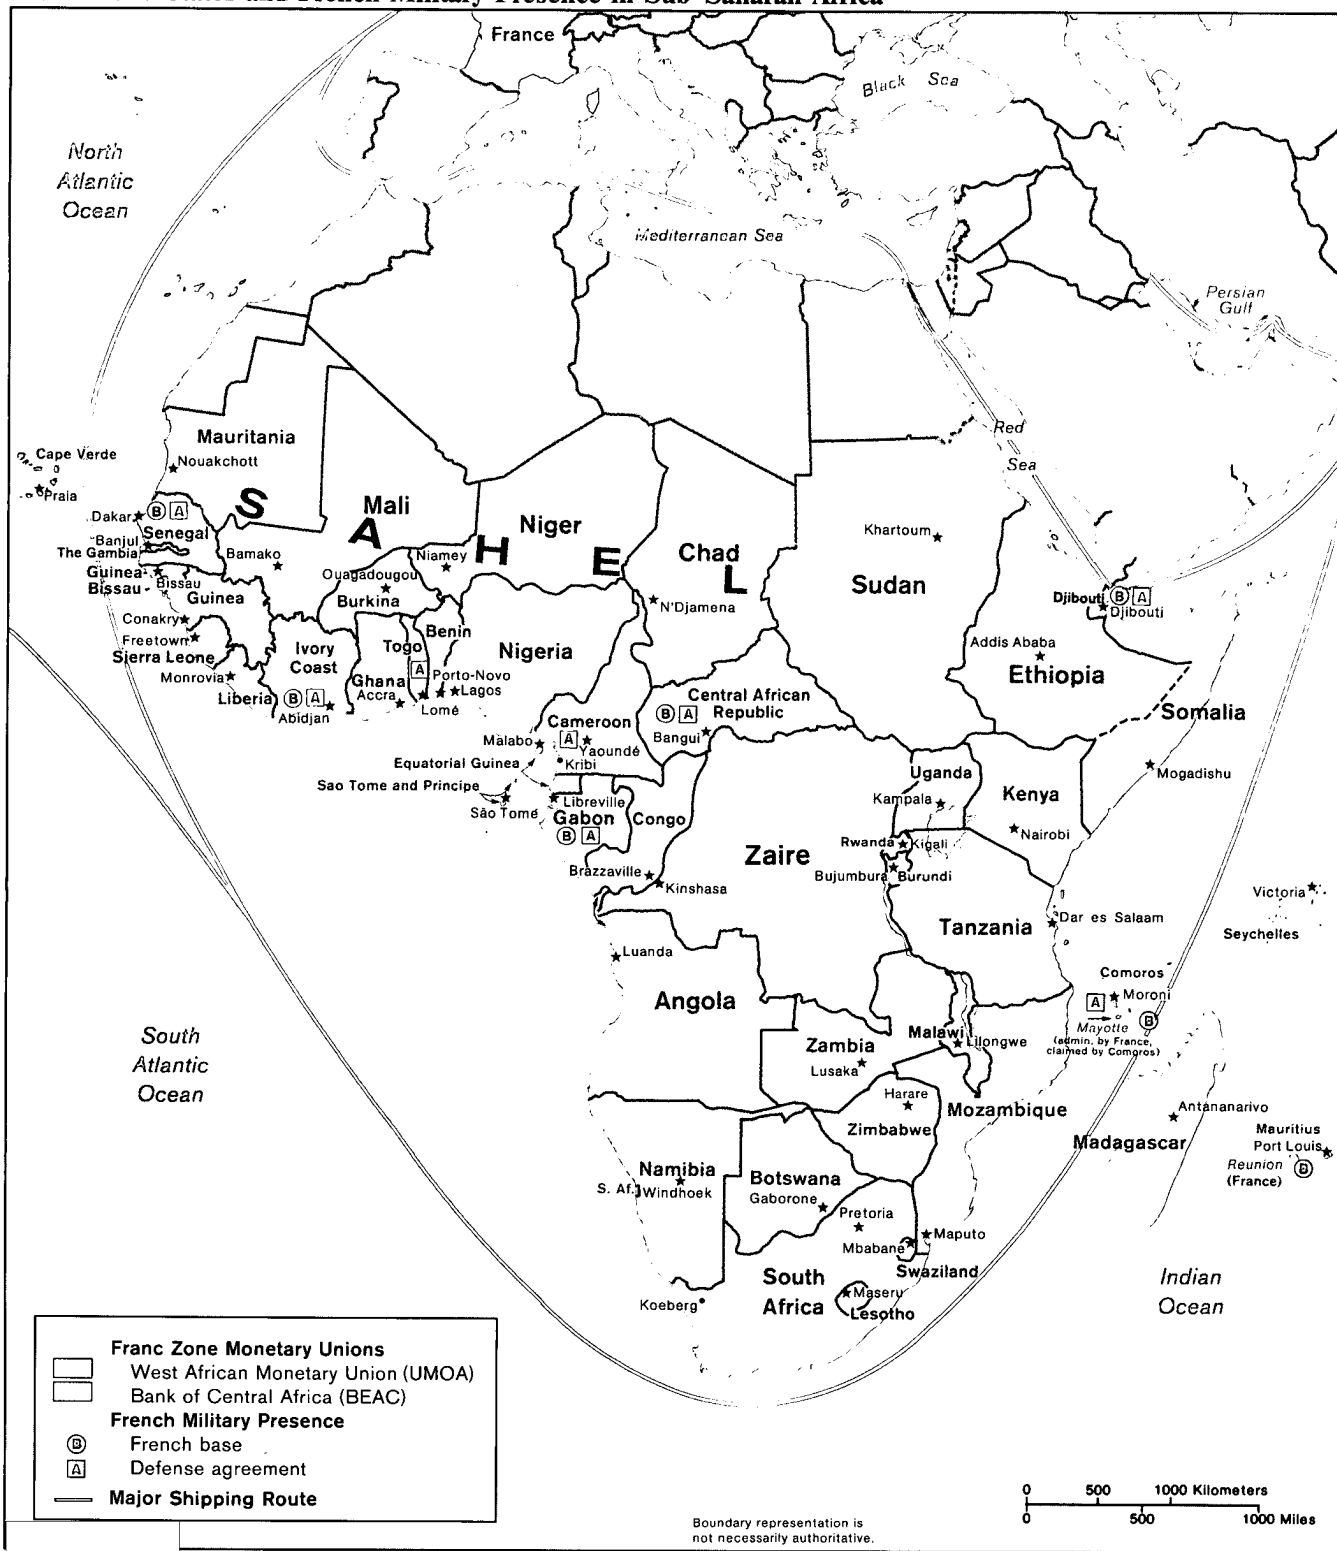 and French Military Presence in Sub-Saharan Africa
France
Black Sea
North
Atlantic
Ocean
Mediterranean Sea
Persian
Gulf
Red
Sea
Mauritania
Nouakchott
Cape Verde
Praia
S
A
H
E
L
Mali
Niger
Chad
Khartoum
Sudan
Dakar
B A
Senegal
Banjul
The Gambia
Bamako
Niamey
Guinea-
Bissau
Bissau
Guinea
Ouagadougou
Burkina
N'Djamena
Djibouti
B A
Djibouti
Conakry
Freetown
Sierra Leone
Monrovia
Liberia
Ivory
Coast
B A
Abidjan
Togo
A
Ghana
Accra
Benin
Porto-Novo
Lagos
Lomé
Nigeria
Addis Ababa
Ethiopia
Somalia
Mogadishu
Central African
Republic
B A
Bangui
Cameroon
A
Yaoundé
Kribi
Malabo
Equatorial Guinea
Sao Tome and Principe
São Tomé
Libreville
Gabon
B A
Congo
Brazzaville
Kinshasa
Zaire
Uganda
Kampala
Kenya
Nairobi
Rwanda
Kigali
Bujumbura
Burundi
Tanzania
Dar es Salaam
Victoria
Seychelles
Luanda
Angola
Comoros
A
Moroni
B
Mayotte
(admin. by France,
claimed by Comoros)
South
Atlantic
Ocean
Zambia
Lusaka
Malawi
Lilongwe
Harare
Zimbabwe
Mozambique
Antananarivo
Madagascar
Mauritius
Port Louis
Reunion
(France)
B
Namibia
S. Af.
Windhoek
Botswana
Gaborone
Pretoria
Mbabane
Maputo
Swaziland
South
Africa
Maseru
Lesotho
Koeberg
Indian
Ocean
Franc Zone Monetary Unions
West African Monetary Union (UMOA)
Bank of Central Africa (BEAC)
French Military Presence
B French base
A Defense agreement
Major Shipping Route
0 500 1000 Kilometers
0 500 1000 Miles
Boundary representation is
not necessarily authoritative.